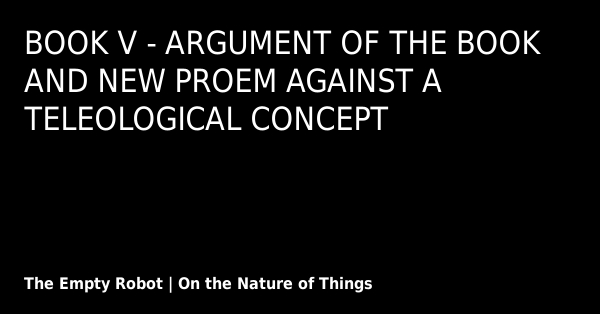 BOOK V - ARGUMENT OF THE BOOK
AND NEW PROEM AGAINST A
TELEOLOGICAL CONCEPT
The Empty Robot | On the Nature of Things